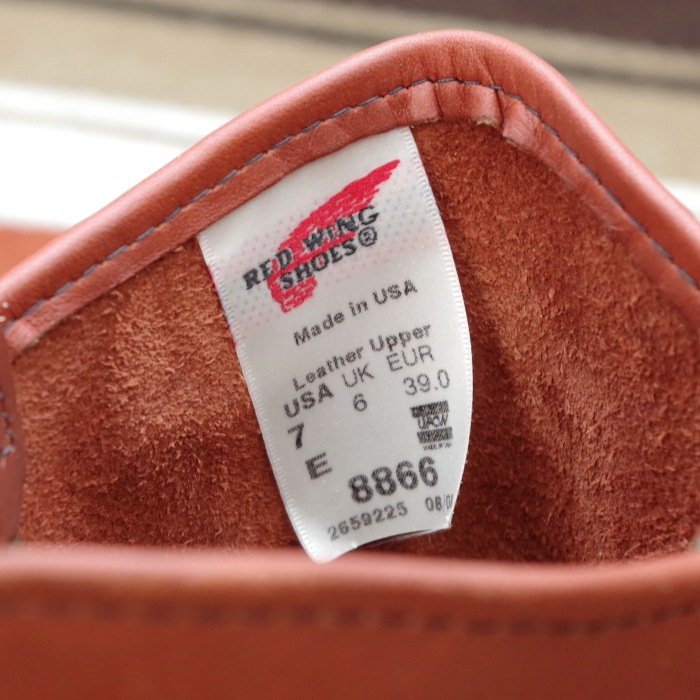 RED WING
SHOES®
Made in USA
Leather Upper
USA UK EUR
7 6 39.0
E
UFCW
8866
2659225 08/0